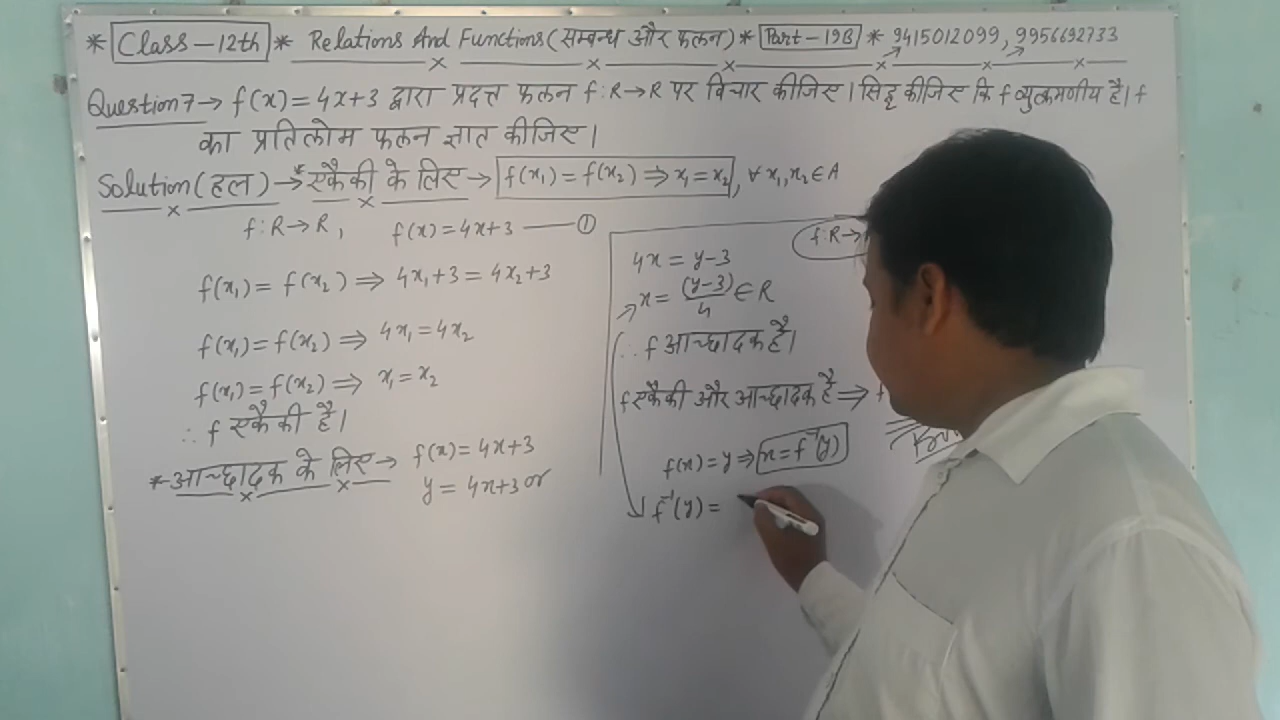 * Class-12th * Relations And Functions (सम्बन्ध और फलन) * Part-19B * 9415012099, 9956692733
Question 7 → f(x) = 4x+3 द्वारा प्रदत्त फलन f: R→R पर विचार कीजिए। सिद्ध कीजिए कि f व्युत्क्रमणीय है। f
का प्रतिलोम फलन ज्ञात कीजिए।
Solution (हल) → *एकैकी के लिए → f(x₁) = f(x₂) ⇒ x₁ = x₂, ∀ x₁, x₂ ∈ A
f: R→R, f(x) = 4x+3 — ①
f(x₁) = f(x₂) ⇒ 4x₁+3 = 4x₂+3
f(x₁) = f(x₂) ⇒ 4x₁ = 4x₂
f(x₁) = f(x₂) ⇒ x₁ = x₂
∴ f एकैकी है।
*आच्छादक के लिए → f(x) = 4x+3
y = 4x+3 or
f: R→
4x = y-3
x = (y-3)/4 ∈ R
∴ f आच्छादक है।
f एकैकी और आच्छादक है ⇒ f
f(x) = y ⇒ x = f⁻¹(y)
f⁻¹(y) =